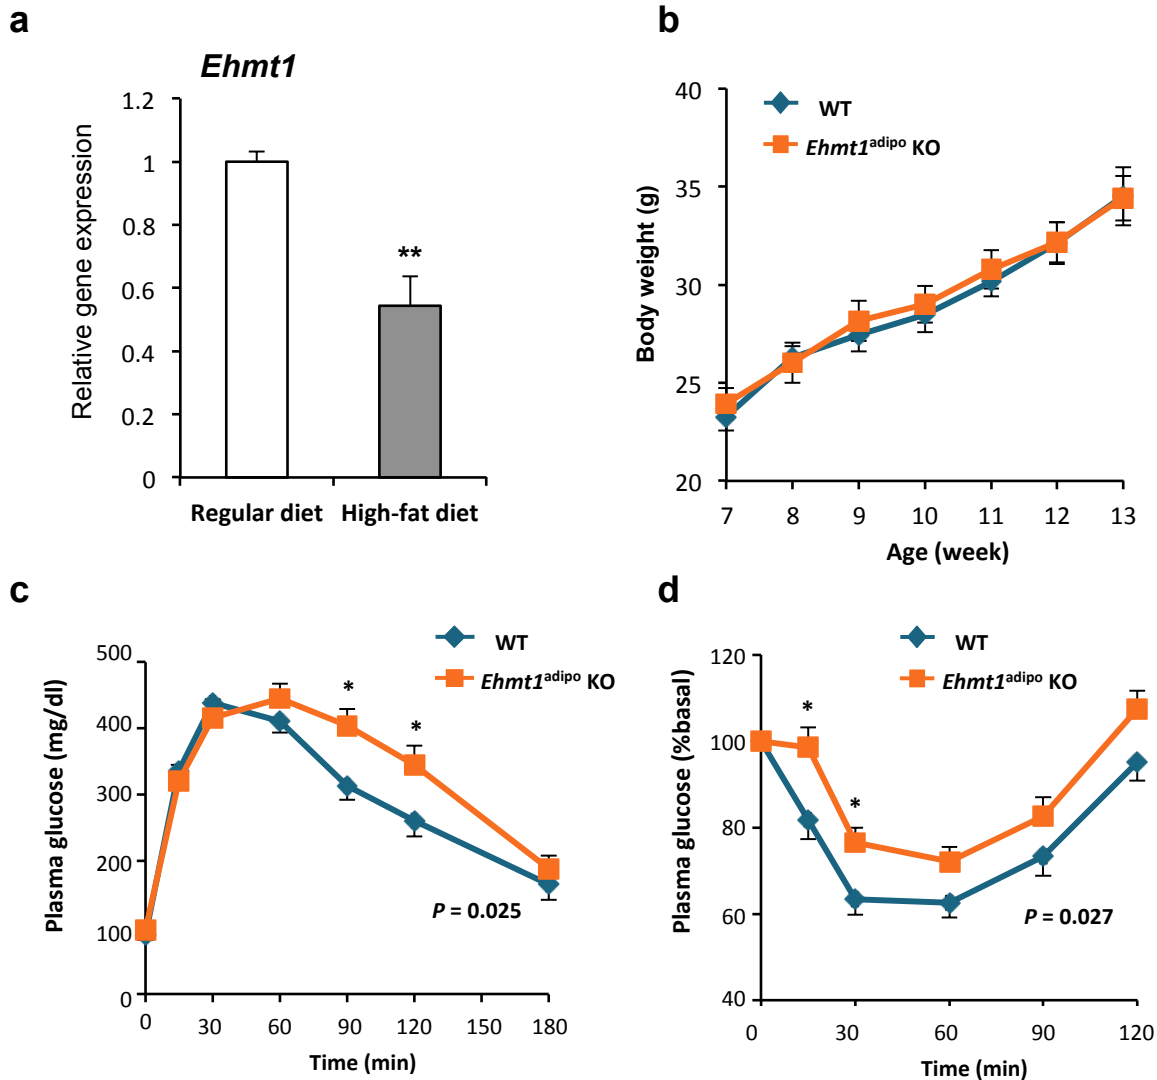 a
Ehmt1
Relative gene expression
1.2
1
0.8
0.6
0.4
0.2
0
**
Regular diet High-fat diet
b
WT
Ehmt1adipo KO
Body weight (g)
40
35
30
25
20
7 8 9 10 11 12 13
Age (week)
c
WT
Ehmt1adipo KO
Plasma glucose (mg/dl)
500
400
300
200
100
0
*
*
P = 0.025
0 30 60 90 120 150 180
Time (min)
d
WT
Ehmt1adipo KO
Plasma glucose (%basal)
120
100
80
60
40
*
*
P = 0.027
0 30 60 90 120
Time (min)